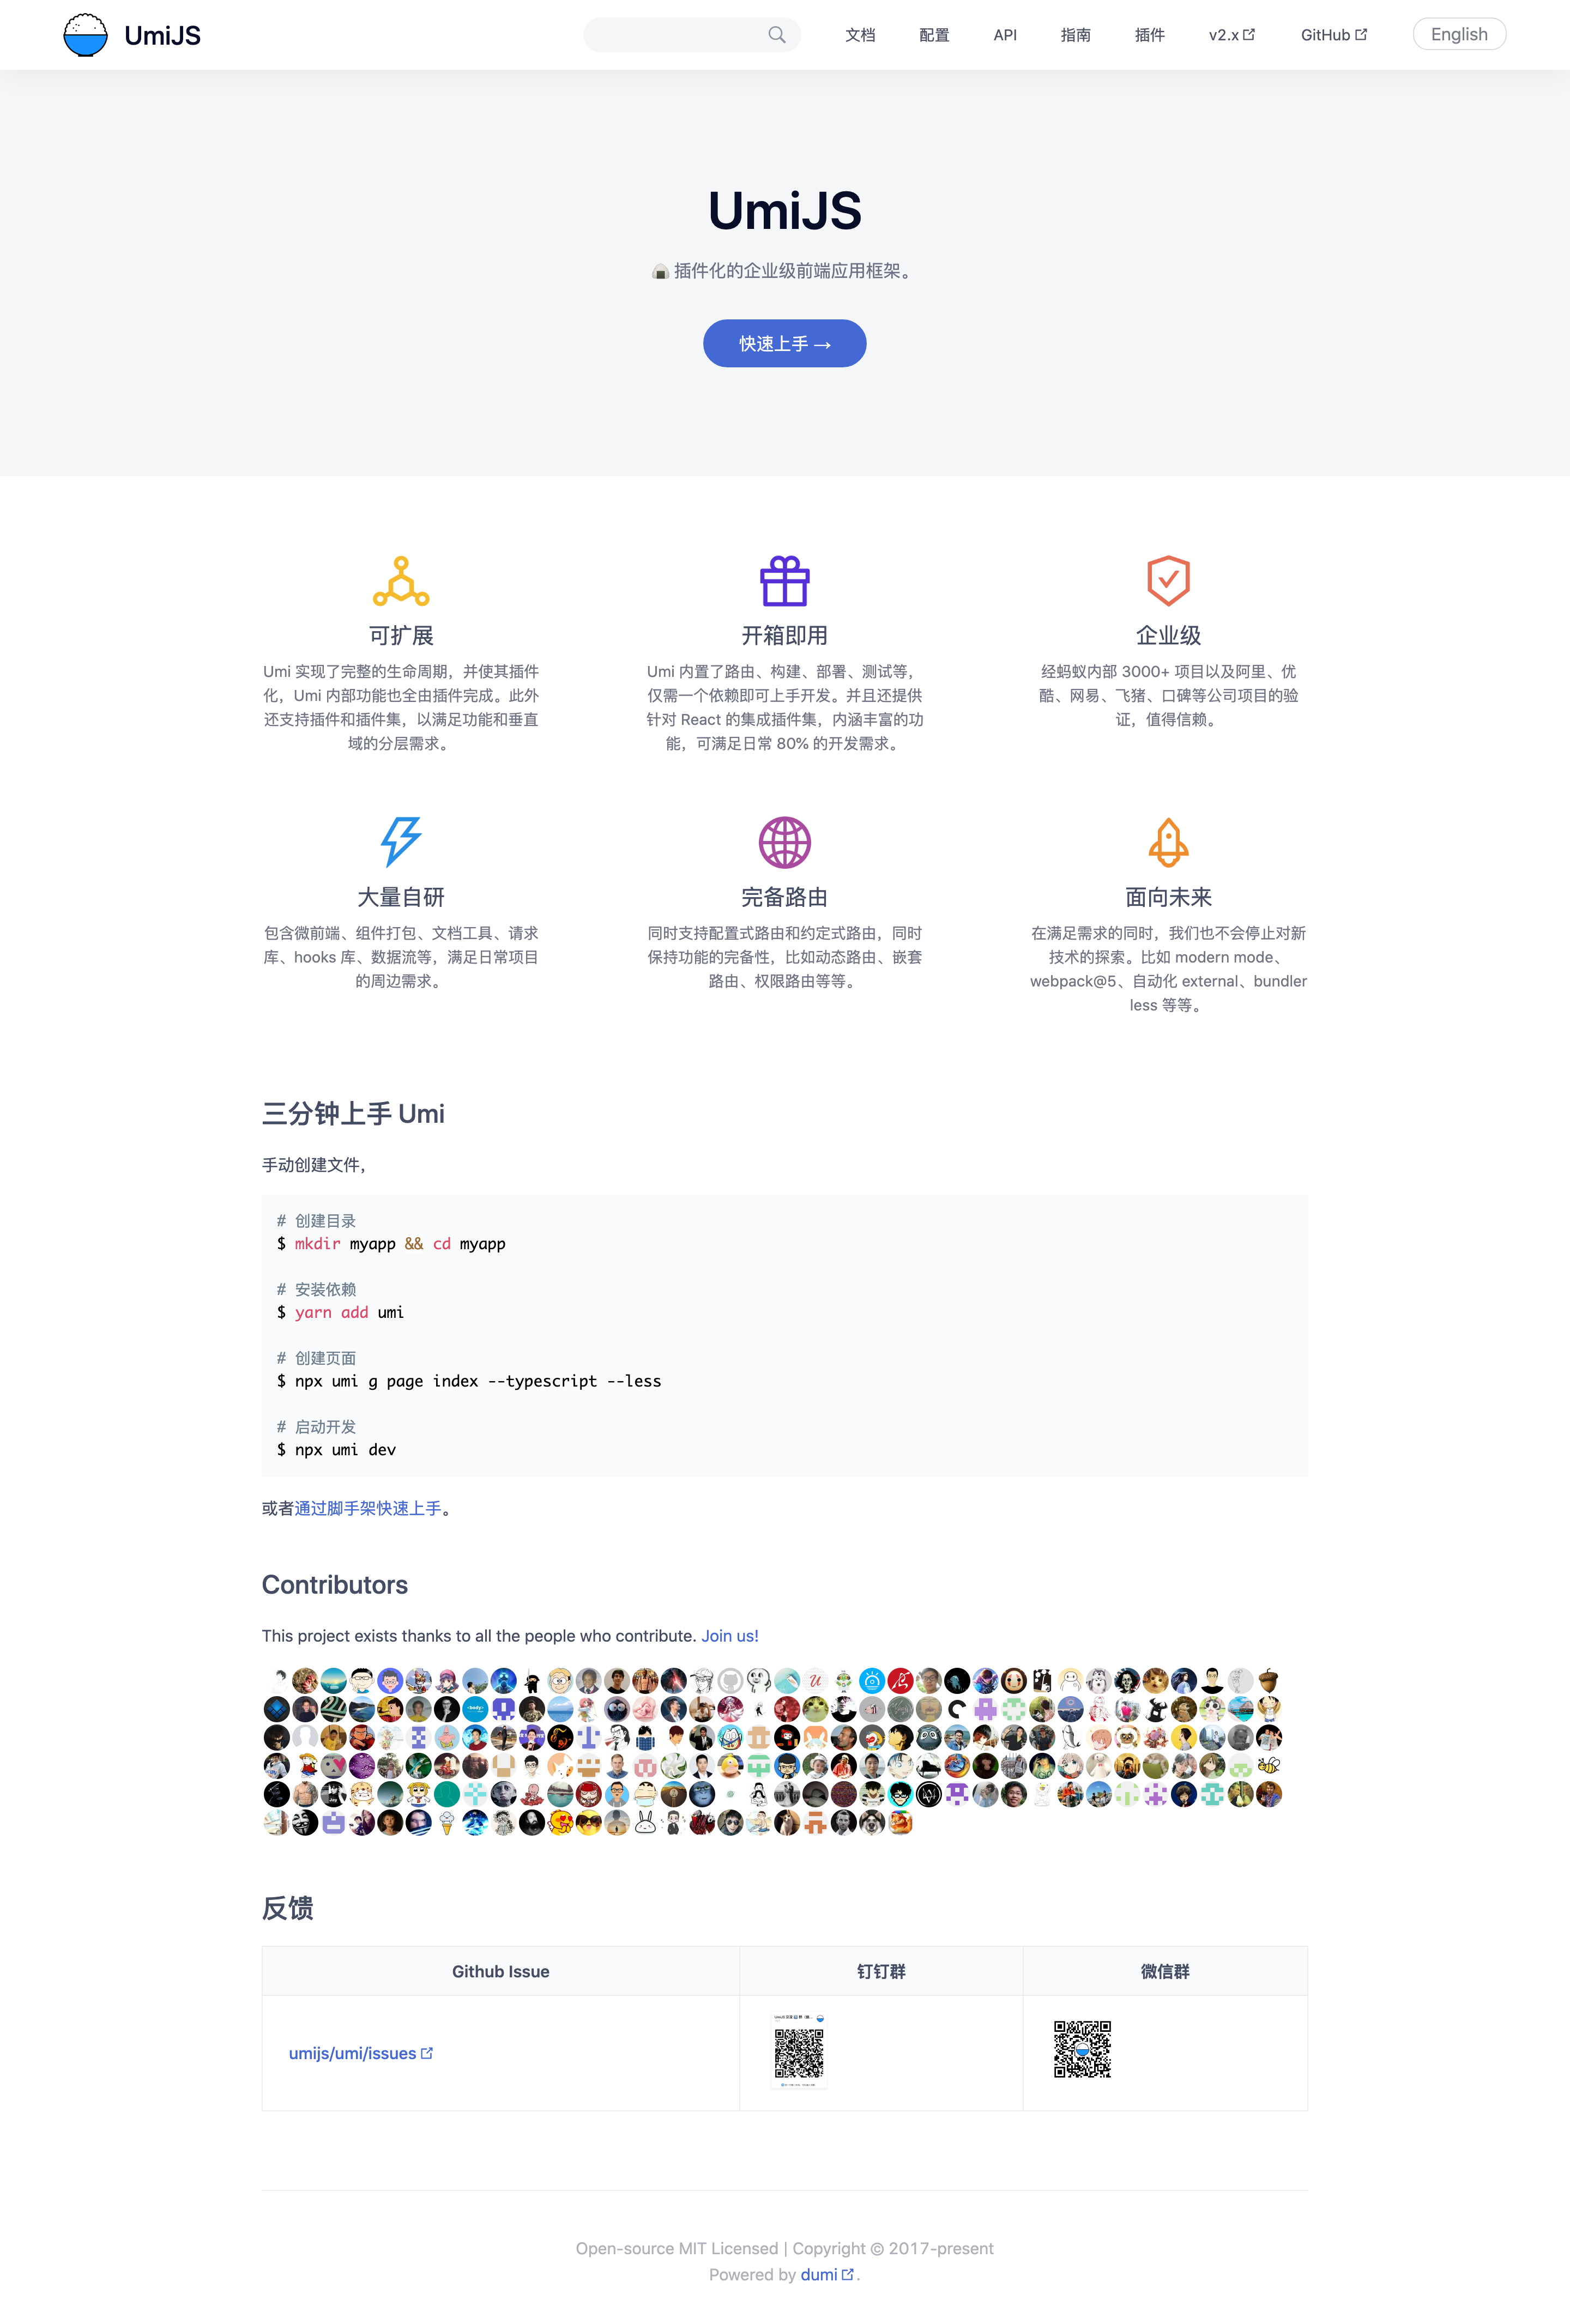 UmiJS
文档
配置
API
指南
插件
v2.x
GitHub
English
UmiJS
插件化的企业级前端应用框架。
快速上手 →
可扩展
Umi 实现了完整的生命周期，并使其插件
化，Umi 内部功能也全由插件完成。此外
还支持插件和插件集，以满足功能和垂直
域的分层需求。
开箱即用
Umi 内置了路由、构建、部署、测试等，
仅需一个依赖即可上手开发。并且还提供
针对 React 的集成插件集，内涵丰富的功
能，可满足日常 80% 的开发需求。
企业级
经蚂蚁内部 3000+ 项目以及阿里、优
酷、网易、飞猪、口碑等公司项目的验
证，值得信赖。
大量自研
包含微前端、组件打包、文档工具、请求
库、hooks 库、数据流等，满足日常项目
的周边需求。
完备路由
同时支持配置式路由和约定式路由，同时
保持功能的完备性，比如动态路由、嵌套
路由、权限路由等等。
面向未来
在满足需求的同时，我们也不会停止对新
技术的探索。比如 modern mode、
webpack@5、自动化 external、bundler
less 等等。
三分钟上手 Umi
手动创建文件，
# 创建目录
$ mkdir myapp && cd myapp
# 安装依赖
$ yarn add umi
# 创建页面
$ npx umi g page index --typescript --less
# 启动开发
$ npx umi dev
或者通过脚手架快速上手。
Contributors
This project exists thanks to all the people who contribute. Join us!
反馈
Github Issue
钉钉群
微信群
umijs/umi/issues
Open-source MIT Licensed | Copyright © 2017-present
Powered by dumi .